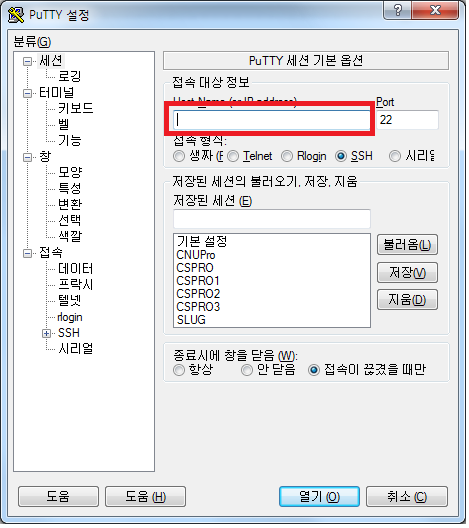 PuTTY 설정
분류(G)
세션
로깅
터미널
키보드
벨
기능
창
모양
특성
변환
선택
색깔
접속
데이터
프락시
텔넷
rlogin
SSH
시리얼
PuTTY 세션 기본 옵션
접속 대상 정보
Host Name (or IP address) Port
22
접속 형식:
생짜 (R Telnet Rlogin SSH 시리얼
저장된 세션의 불러오기, 저장, 지움
저장된 세션 (E)
기본 설정
CNUPro
CSPRO
CSPRO1
CSPRO2
CSPRO3
SLUG
불러옴(L)
저장(V)
지움(D)
종료시에 창을 닫음 (W):
항상 안 닫음 접속이 끊겼을 때만
도움 도움 (H) 열기 (O) 취소 (C)